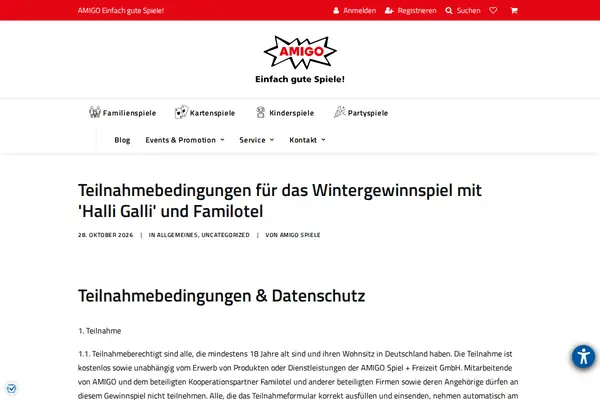 AMIGO Einfach gute Spiele!
Anmelden Registrieren Suchen
AMIGO
Einfach gute Spiele!
Familienspiele Kartenspiele Kinderspiele Partyspiele
Blog Events & Promotion Service Kontakt
Teilnahmebedingungen für das Wintergewinnspiel mit
'Halli Galli' und Familotel
28. OKTOBER 2026 | IN ALLGEMEINES, UNCATEGORIZED | VON AMIGO SPIELE
Teilnahmebedingungen & Datenschutz
1. Teilnahme
1.1. Teilnahmeberechtigt sind alle, die mindestens 18 Jahre alt sind und ihren Wohnsitz in Deutschland haben. Die Teilnahme ist
kostenlos sowie unabhängig vom Erwerb von Produkten oder Dienstleistungen der AMIGO Spiel + Freizeit GmbH. Mitarbeitende
von AMIGO und dem beteiligten Kooperationspartner Familotel und anderer beteiligten Firmen sowie deren Angehörige dürfen an
diesem Gewinnspiel nicht teilnehmen. Alle, die das Teilnahmeformular korrekt ausfüllen und einsenden, nehmen automatisch am